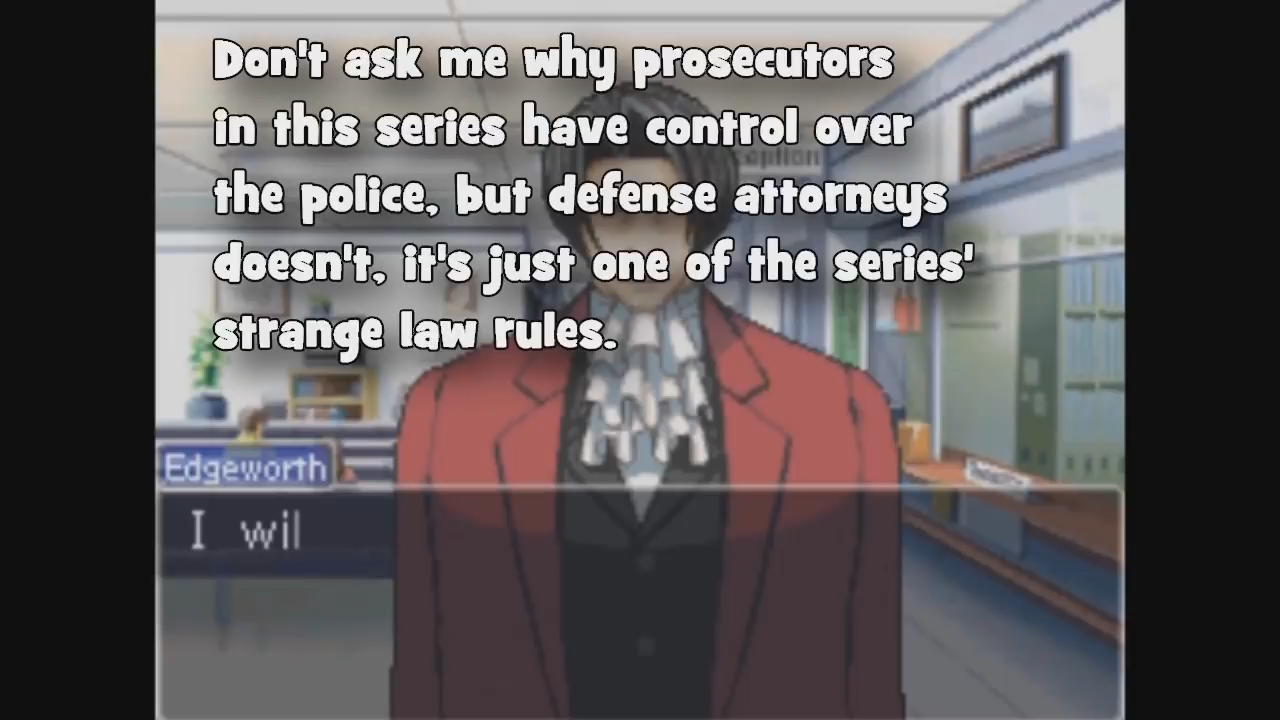 Don't ask me why prosecutors
in this series have control over
the police, but defense attorneys
doesn't, it's just one of the series'
strange law rules.
Edgeworth
I wil